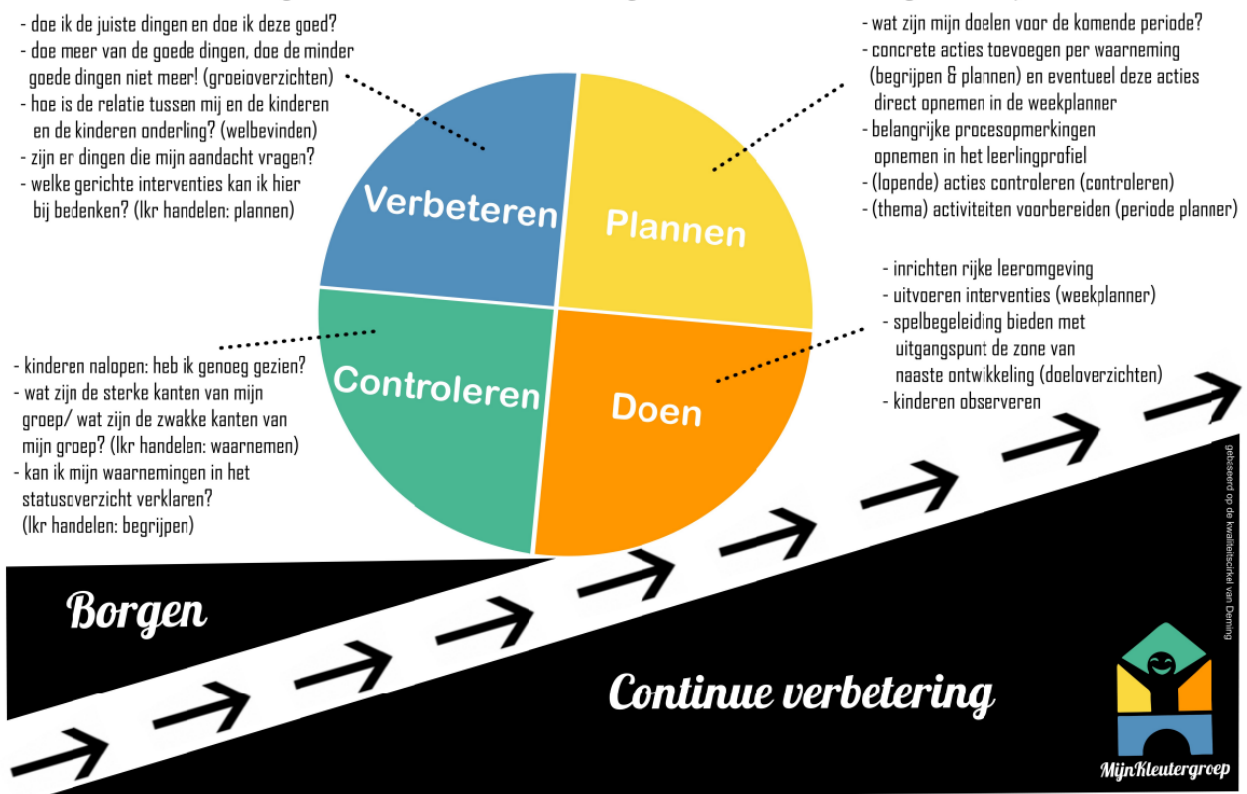 - doe ik de juiste dingen en doe ik deze goed?
- doe meer van de goede dingen, doe de minder
goede dingen niet meer! (groeioverzichten)
- hoe is de relatie tussen mij en de kinderen
en de kinderen onderling? (welbevinden)
- zijn er dingen die mijn aandacht vragen?
- welke gerichte interventies kan ik hier
bij bedenken? (lkr handelen: plannen)
- wat zijn mijn doelen voor de komende periode?
- concrete acties toevoegen per waarneming
(begrijpen & plannen) en eventueel deze acties
direct opnemen in de weekplanner
- belangrijke procesopmerkingen
opnemen in het leerlingprofiel
- (lopende) acties controleren (controleren)
- (thema) activiteiten voorbereiden (periode planner)
Verbeteren
Plannen
- inrichten rijke leeromgeving
- uitvoeren interventies (weekplanner)
- spelbegeleiding bieden met
uitgangspunt de zone van
naaste ontwikkeling (doeloverzichten)
- kinderen observeren
- kinderen nalopen: heb ik genoeg gezien?
- wat zijn de sterke kanten van mijn
groep/ wat zijn de zwakke kanten van
mijn groep? (lkr handelen: waarnemen)
- kan ik mijn waarnemingen in het
statusoverzicht verklaren?
(lkr handelen: begrijpen)
Controleren
Doen
Borgen
Continue verbetering
gebaseerd op de kwaliteitscirkel van Deming
MijnKleutergroep